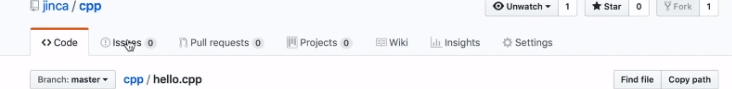 jinca / cpp Unwatch 1 Star 0 Fork 1
Code Issues 0 Pull requests 0 Projects 0 Wiki Insights Settings
Branch: master cpp / hello.cpp Find file Copy path